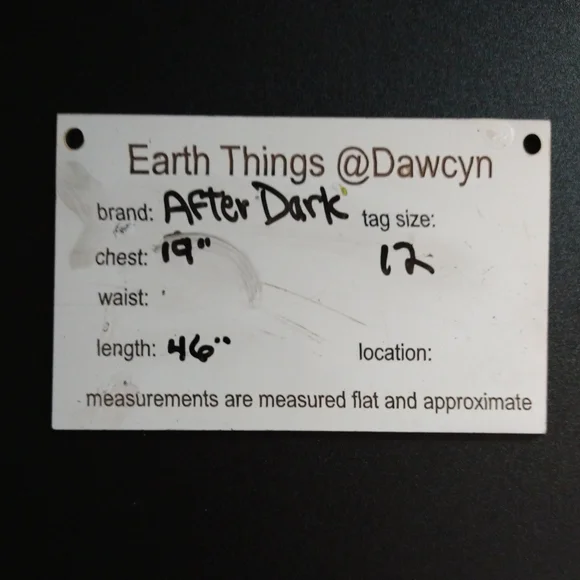 Earth Things @Dawcyn
brand: After Dark
tag size: 12
chest: 19"
waist:
length: 46"
location:
measurements are measured flat and approximate